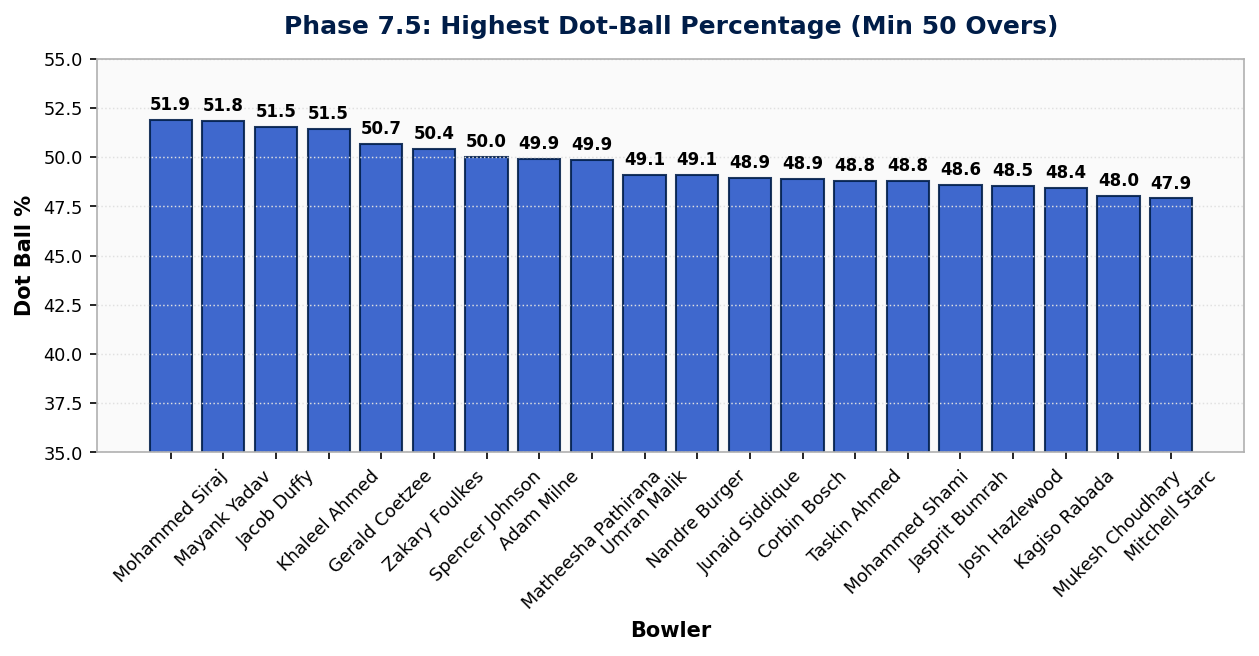 Phase 7.5: Highest Dot-Ball Percentage (Min 50 Overs)
55.0
52.5
50.0
47.5
45.0
42.5
40.0
37.5
35.0
Dot Ball %
51.9
51.8
51.5
51.5
50.7
50.4
50.0
49.9
49.9
49.1
49.1
48.9
48.9
48.8
48.8
48.6
48.5
48.4
48.0
47.9
Mohammed Siraj
Mayank Yadav
Jacob Duffy
Khaleel Ahmed
Gerald Coetzee
Zakary Foulkes
Spencer Johnson
Adam Milne
Matheesha Pathirana
Umran Malik
Nandre Burger
Junaid Siddique
Corbin Bosch
Taskin Ahmed
Mohammed Shami
Jasprit Bumrah
Josh Hazlewood
Kagiso Rabada
Mukesh Choudhary
Mitchell Starc
Bowler